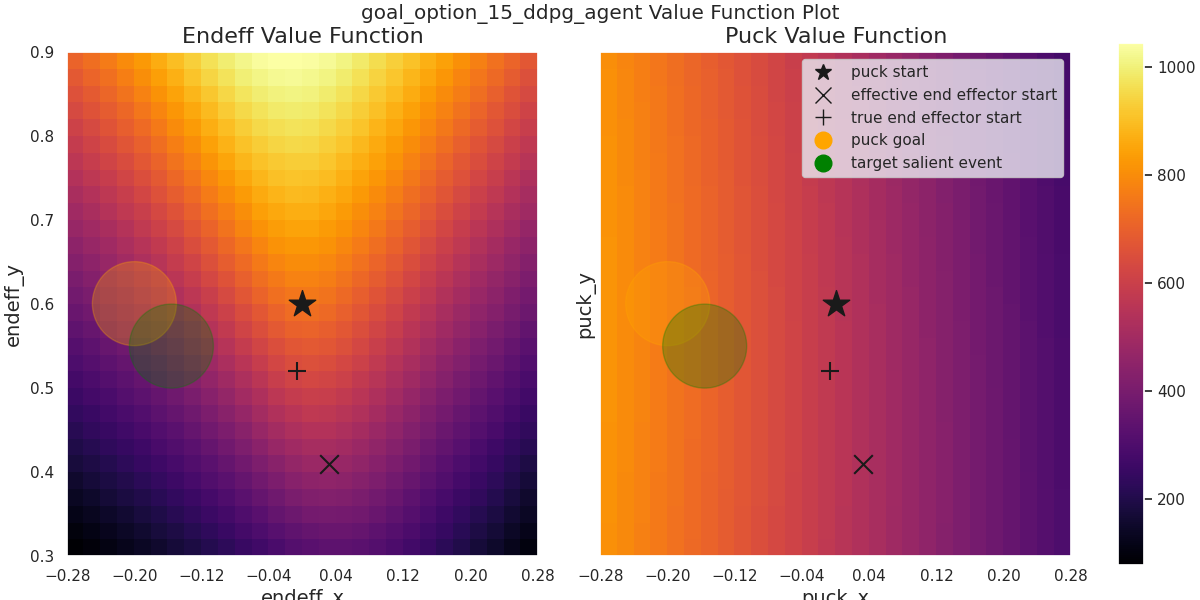 goal_option_15_ddpg_agent Value Function Plot
Endeff Value Function
Puck Value Function
0.9
0.8
0.7
0.6
0.5
0.4
0.3
endeff_y
−0.28 −0.20 −0.12 −0.04 0.04 0.12 0.20 0.28
endeff_x
puck_y
puck start
effective end effector start
true end effector start
puck goal
target salient event
−0.28 −0.20 −0.12 −0.04 0.04 0.12 0.20 0.28
puck_x
1000
800
600
400
200